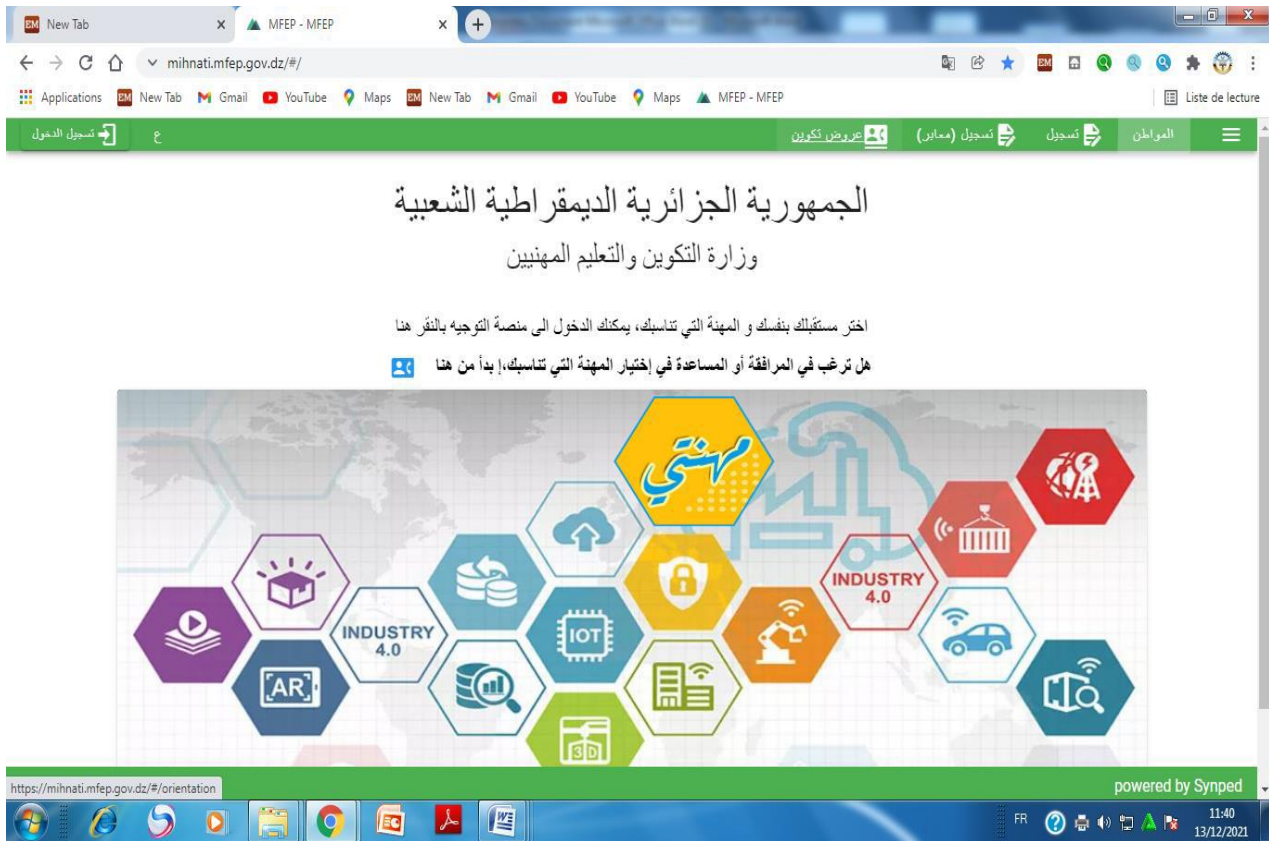 New Tab
MFEP - MFEP
mihnati.mfep.gov.dz/#/
Applications EM New Tab Gmail YouTube Maps EM New Tab Gmail YouTube Maps MFEP - MFEP Liste de lecture
المواطن تسجيل تسجيل (معابر) عروض تكوين ع تسجيل الدخول
الجمهورية الجزائرية الديمقراطية الشعبية
وزارة التكوين والتعليم المهنيين
اختر مستقبلك بنفسك و المهنة التي تناسبك، يمكنك الدخول الى منصة التوجيه بالنقر هنا
هل ترغب في المرافقة أو المساعدة في إختيار المهنة التي تناسبك،إ بدأ من هنا
مهنتي
INDUSTRY
4.0
INDUSTRY
4.0
IOT
AR
3D
https://mihnati.mfep.gov.dz/#/orientation
powered by Synped
FR
11:40
13/12/2021